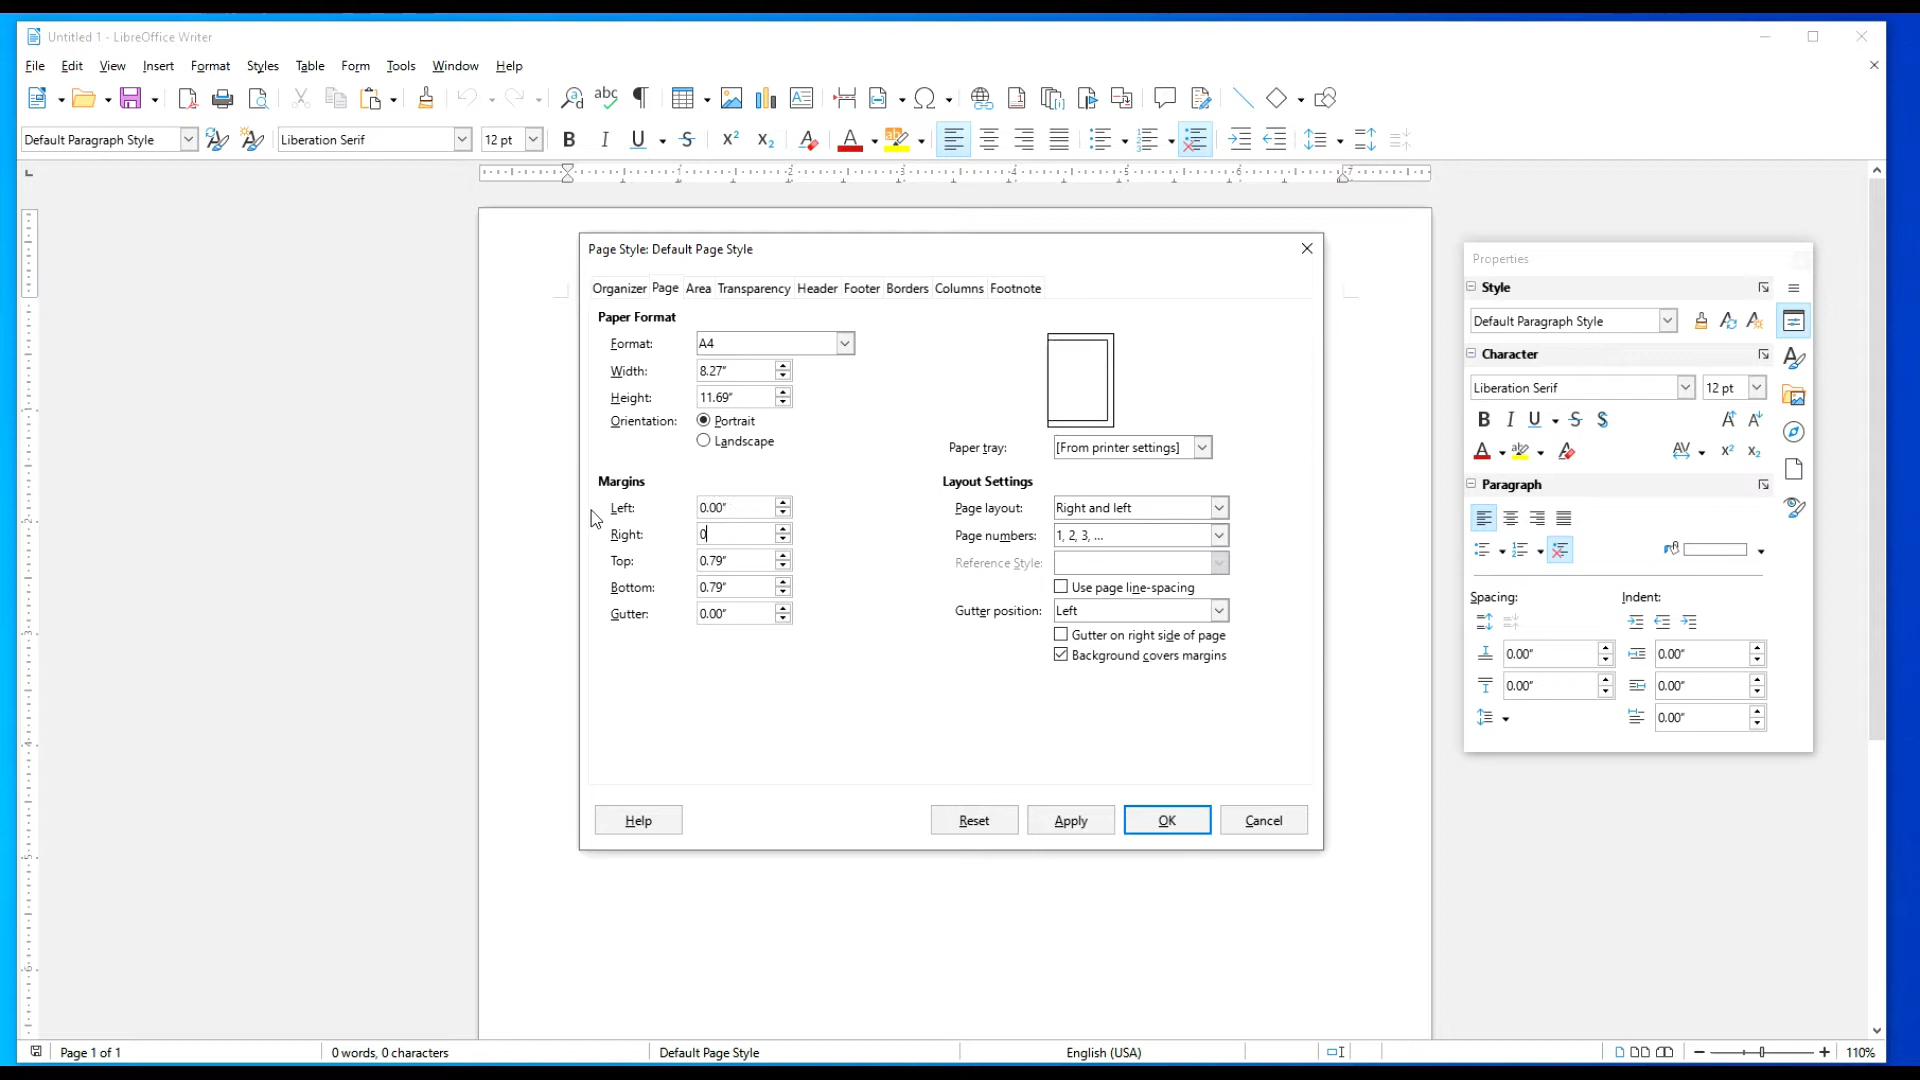 Untitled 1 - LibreOffice Writer
File Edit View Insert Format Styles Table Form Tools Window Help
Default Paragraph Style Liberation Serif 12 pt
Page Style: Default Page Style
Organizer Page Area Transparency Header Footer Borders Columns Footnote
Paper Format
Format: A4
Width: 8.27"
Height: 11.69"
Orientation: Portrait
Landscape
Paper tray: [From printer settings]
Margins
Left: 0.00"
Right: 0
Top: 0.79"
Bottom: 0.79"
Gutter: 0.00"
Layout Settings
Page layout: Right and left
Page numbers: 1, 2, 3, ...
Reference Style:
Use page line-spacing
Gutter position: Left
Gutter on right side of page
Background covers margins
Help Reset Apply OK Cancel
Properties
Style
Default Paragraph Style
Character
Liberation Serif 12 pt
Paragraph
Spacing: Indent:
0.00" 0.00"
0.00" 0.00"
0.00"
Page 1 of 1 0 words, 0 characters Default Page Style English (USA) 110%